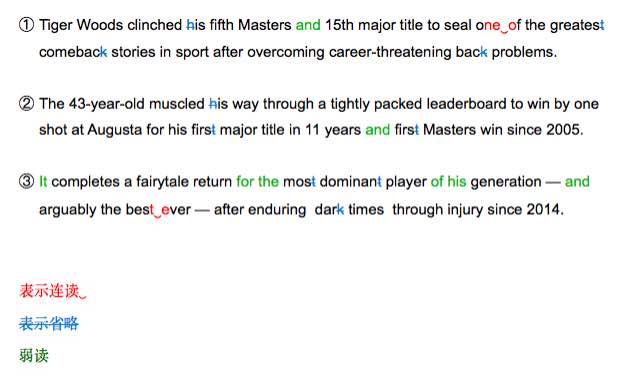 ① Tiger Woods clinched his fifth Masters and 15th major title to seal one‿of the greatest
comeback stories in sport after overcoming career-threatening back problems.
② The 43-year-old muscled his way through a tightly packed leaderboard to win by one
shot at Augusta for his first major title in 11 years and first Masters win since 2005.
③ It completes a fairytale return for the most dominant player of his generation — and
arguably the best‿ever — after enduring dark times through injury since 2014.
表示连读‿
表示省略
弱读